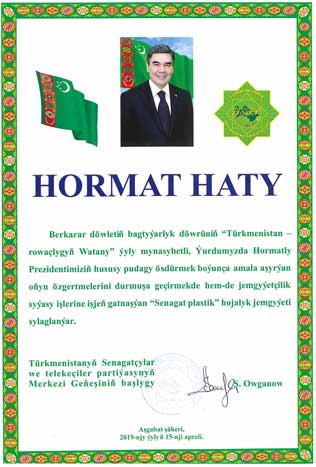 HORMAT HATY
Berkarar döwletiň bagtyýarlyk döwrüniň “Türkmenistan –
rowaçlygyň Watany” ýyly mynasybetli, Ýurdumyzda Hormatly
Prezidentimiziň hususy pudagy ösdürmek boýunça amala aşyrýan
oňyn özgertmelerini durmuşa geçirmekde hem-de jemgyýetçilik
syýasy işlerine işjeň gatnaşýan “Senagat plastik” hojalyk jemgyýeti
sylaglanýar.
Türkmenistanyň Senagatçylar
we telekeçiler partiýasynyň
Merkezi Geňeşiniň başlygy
S. Owganow
Aşgabat şäheri,
2019-njy ýylyň 15-nji apreli.